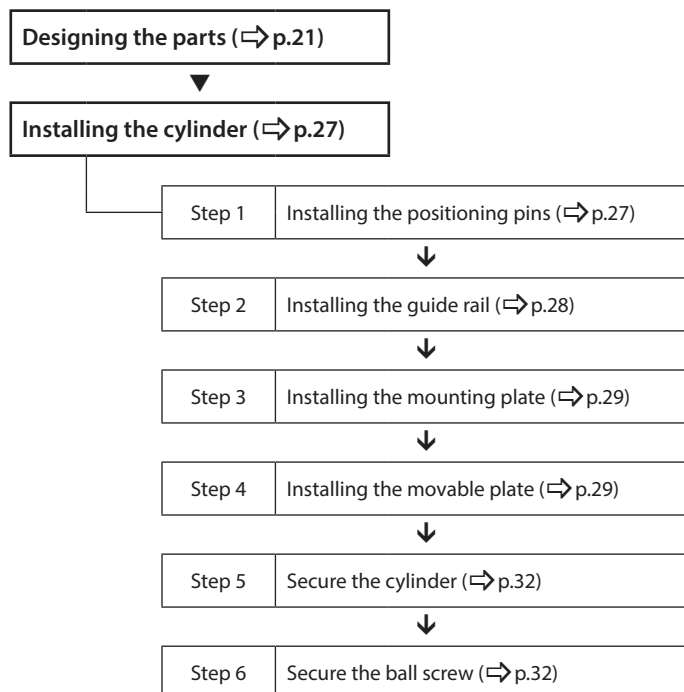 Designing the parts (⇨ p.21)
▼
Installing the cylinder (⇨ p.27)
Step 1 Installing the positioning pins (⇨ p.27)
↓
Step 2 Installing the guide rail (⇨ p.28)
↓
Step 3 Installing the mounting plate (⇨ p.29)
↓
Step 4 Installing the movable plate (⇨ p.29)
↓
Step 5 Secure the cylinder (⇨ p.32)
↓
Step 6 Secure the ball screw (⇨ p.32)